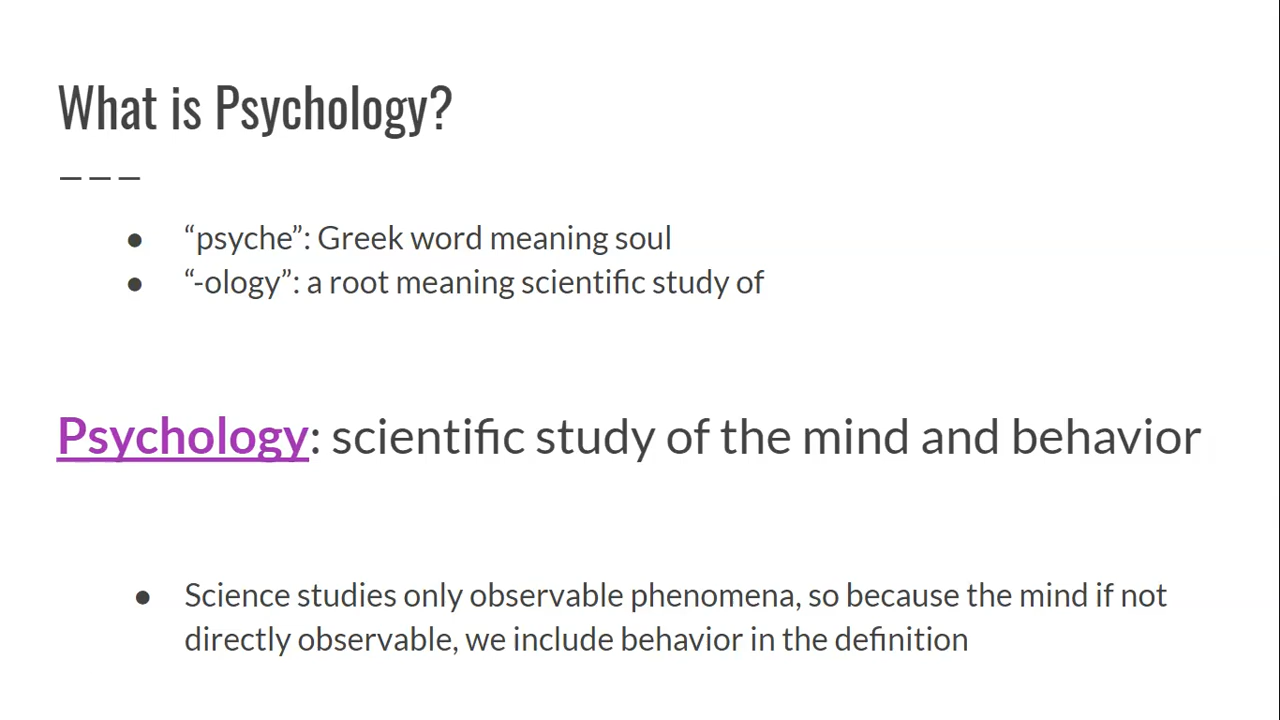 What is Psychology?
● “psyche”: Greek word meaning soul
● “-ology”: a root meaning scientific study of
Psychology: scientific study of the mind and behavior
● Science studies only observable phenomena, so because the mind if not
directly observable, we include behavior in the definition